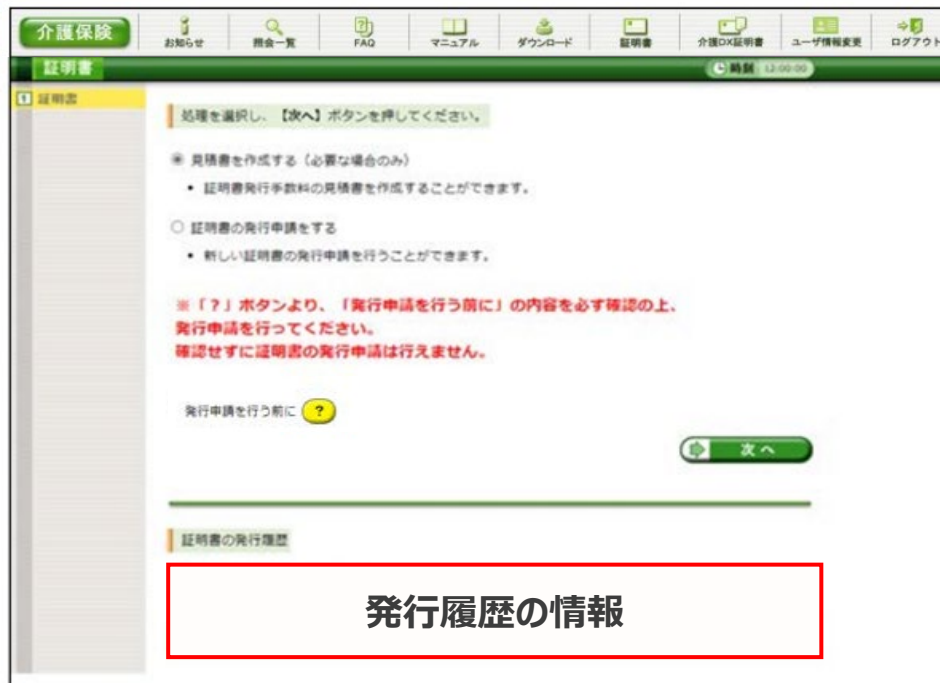 介護保険
お知らせ
照会一覧
FAQ
マニュアル
ダウンロード
証明書
介護DX証明書
ユーザ情報変更
ログアウト
証明書
時刻 12:00:00
1 証明書
処理を選択し、【次へ】ボタンを押してください。
見積書を作成する（必要な場合のみ）
• 証明書発行手数料の見積書を作成することができます。
証明書の発行申請をする
• 新しい証明書の発行申請を行うことができます。
※「？」ボタンより、「発行申請を行う前に」の内容を必ず確認の上、
発行申請を行ってください。
確認せずに証明書の発行申請は行えません。
発行申請を行う前に ?
次へ
証明書の発行履歴
発行履歴の情報